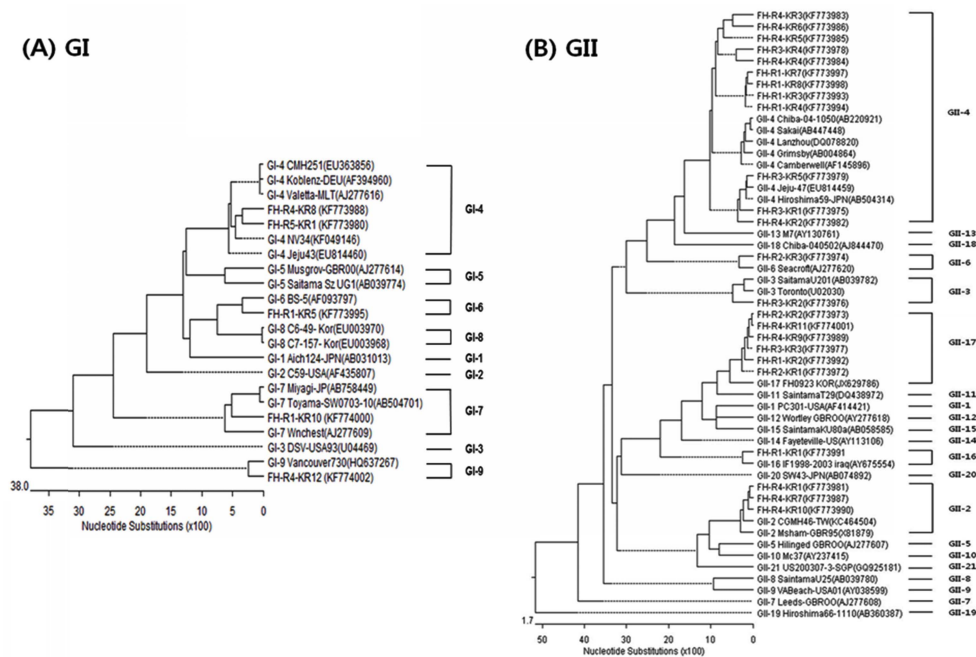 (A) GI
GI-4 CMH251(EU363856)
GI-4 Koblenz-DEU(AF394960)
GI-4 Valetta-MLT(AJ277616)
FH-R4-KR8 (KF773988)
FH-R5-KR1(KF773980)
GI-4 NV34(KF049146)
GI-4 Jeju43(EU814460)
GI-4
GI-5 Musgrov-GBR00(AJ277614)
GI-5 Saitama Sz UG1(AB039774)
GI-5
GI-6 BS-5(AF093797)
FH-R1-KR5 (KF773995)
GI-6
GI-8 C6-49- Kor(EU003970)
GI-8 C7-157- Kor(EU003968)
GI-8
GI-1 Aich124-JPN(AB031013)
GI-1
GI-2 C59-USA(AF435807)
GI-2
GI-7 Miyagi-JP(AB758449)
GI-7 Toyama-SW0703-10(AB504701)
FH-R1-KR10 (KF774000)
GI-7 Wnchest(AJ277609)
GI-7
GI-3 DSV-USA93(U04469)
GI-3
GI-9 Vancouver730(HQ637267)
FH-R4-KR12 (KF774002)
GI-9
38.0
35 30 25 20 15 10 5 0
Nucleotide Substitutions (x100)
(B) GII
FH-R4-KR3(KF773983)
FH-R4-KR6(KF773986)
FH-R4-KR5(KF773985)
FH-R3-KR4(KF773978)
FH-R4-KR4(KF773984)
FH-R1-KR7(KF773997)
FH-R1-KR8(KF773998)
FH-R1-KR3(KF773993)
FH-R1-KR4(KF773994)
GII-4 Chiba-04-1050(AB220921)
GII-4 Sakai(AB447448)
GII-4 Lanzhou(DQ078820)
GII-4 Grimsby(AB004864)
GII-4 Camberwell(AF145896)
FH-R3-KR5(KF773979)
GII-4 Jeju-47(EU814459)
GII-4 Hiroshima59-JPN(AB504314)
FH-R3-KR1(KF773975)
FH-R4-KR2(KF773982)
GII-4
GII-13 M7(AY130761)
GII-13
GII-18 Chiba-040502(AJ844470)
GII-18
FH-R2-KR3(KF773974)
GII-6 Seacroft(AJ277620)
GII-6
GII-3 SaitamaU201(AB039782)
GII-3 Toronto(U02030)
FH-R3-KR2(KF773976)
GII-3
FH-R2-KR2(KF773973)
FH-R4-KR11(KF774001)
FH-R4-KR9(KF773989)
FH-R3-KR3(KF773977)
FH-R1-KR2(KF773992)
FH-R2-KR1(KF773972)
GII-17 FH0923_KOR(JX629786)
GII-17
GII-11 SaintamaT29(DQ438972)
GII-11
GII-1 PC301-USA(AF414421)
GII-1
GII-12 Wortley GBROO(AY277618)
GII-12
GII-15 SaintamaKU80a(AB058585)
GII-15
GII-14 Fayeteville-US(AY113106)
GII-14
FH-R1-KR1(KF773991
GII-16 IF1998-2003 iraq(AY675554)
GII-16
GII-20 SW43-JPN(AB074892)
GII-20
FH-R4-KR1(KF773981)
FH-R4-KR7(KF773987)
FH-R4-KR10(KF773990)
GII-2 CGMH46-TW(KC464504)
GII-2 Msham-GBR95(X81879)
GII-2
GII-5 Hilinged GBROO(AJ277607)
GII-5
GII-10 Mc37(AY237415)
GII-10
GII-21 US200307-3-SGP(GQ925181)
GII-21
GII-8 SaintamaU25(AB039780)
GII-8
GII-9 VABeach-USA01(AY038599)
GII-9
GII-7 Leeds-GBROO(AJ277608)
GII-7
GII-19 Hiroshima66-1110(AB360387)
GII-19
1.7
50 40 30 20 10 0
Nucleotide Substitutions (x100)